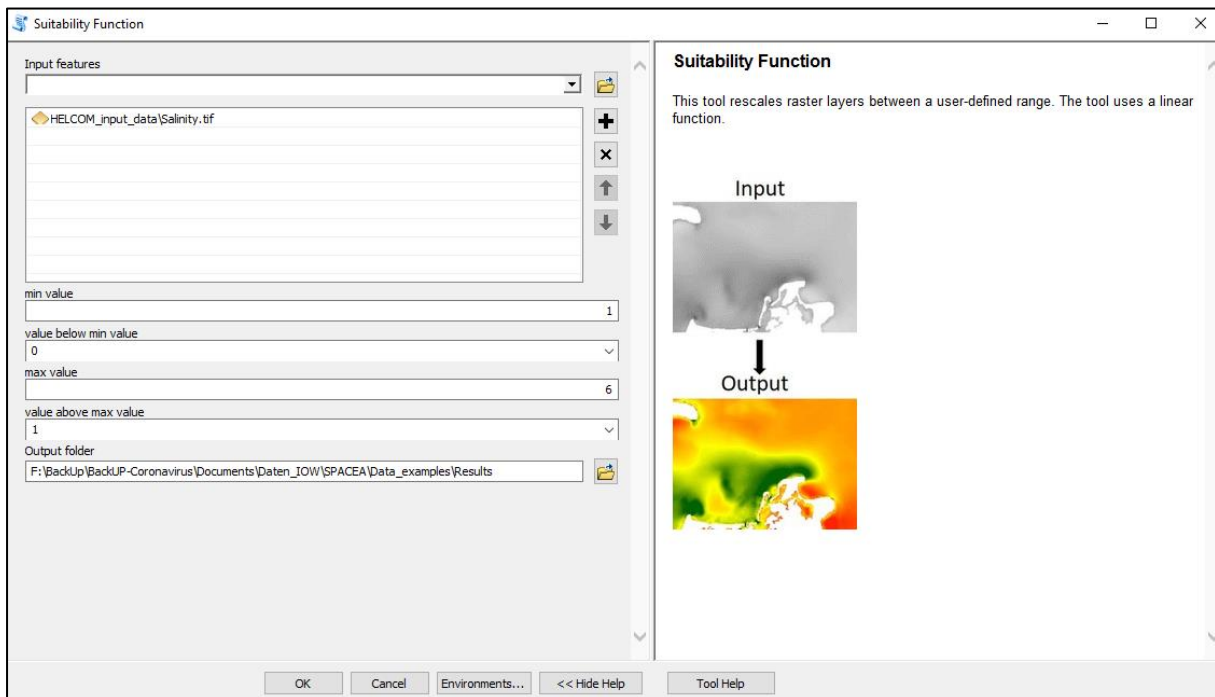 Suitability Function
Input features
HELCOM_input_data\Salinity.tif
min value
1
value below min value
0
max value
6
value above max value
1
Output folder
F:\BackUp\BackUP-Coronavirus\Documents\Daten_IOW\SPACEA\Data_examples\Results
OK
Cancel
Environments...
<< Hide Help
Suitability Function
This tool rescales raster layers between a user-defined range. The tool uses a linear
function.
Input
Output
Tool Help